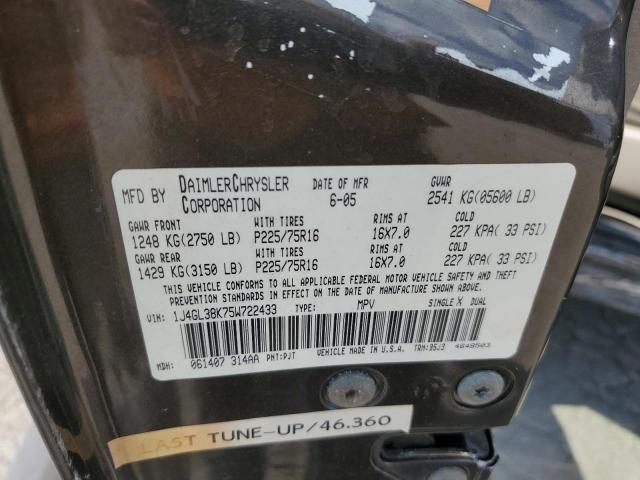 MFD BY DAIMLERCHRYSLER CORPORATION DATE OF MFR 6-05 GVWR 2541 KG(05600 LB)
GAWR FRONT WITH TIRES RIMS AT COLD
1248 KG(2750 LB) P225/75R16 16X7.0 227 KPA( 33 PSI)
GAWR REAR WITH TIRES RIMS AT COLD
1429 KG(3150 LB) P225/75R16 16X7.0 227 KPA( 33 PSI)
THIS VEHICLE CONFORMS TO ALL APPLICABLE FEDERAL MOTOR VEHICLE SAFETY AND THEFT
PREVENTION STANDARDS IN EFFECT ON THE DATE OF MANUFACTURE SHOWN ABOVE.
VIN: 1J4GL38K75W722433 TYPE: MPV SINGLE X DUAL
MDH: 061407 314AA PNT:PJT VEHICLE MADE IN U.S.A. TRM:95J3 4648503
LAST TUNE-UP/46.360